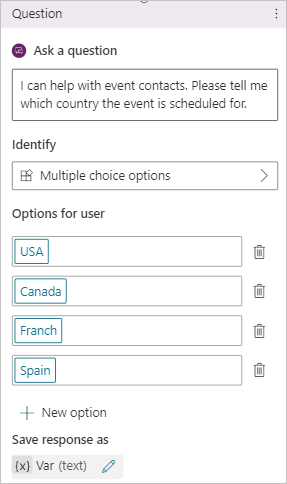 Question
Ask a question
I can help with event contacts. Please tell me
which country the event is scheduled for.
Identify
Multiple choice options
Options for user
USA
Canada
Franch
Spain
New option
Save response as
{x} Var (text)